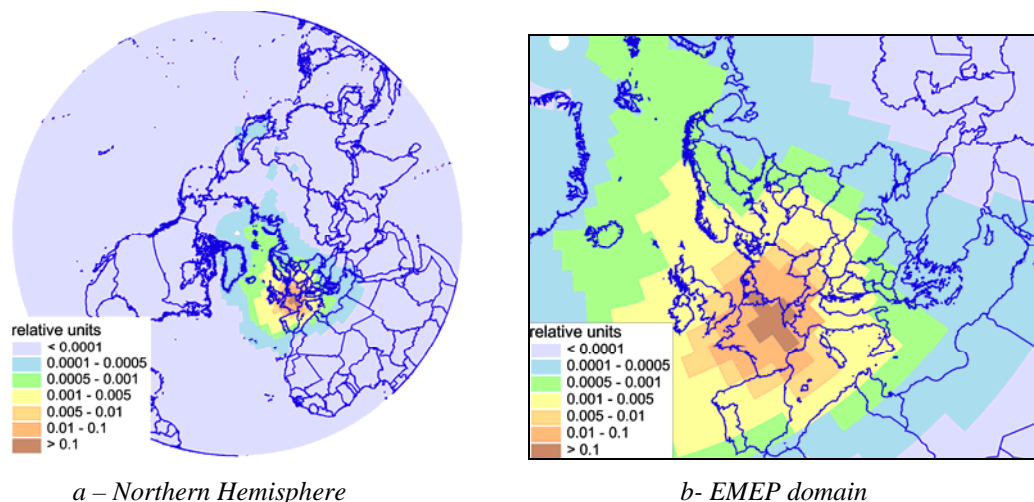 relative units
< 0.0001
0.0001 - 0.0005
0.0005 - 0.001
0.001 - 0.005
0.005 - 0.01
0.01 - 0.1
> 0.1
a – Northern Hemisphere
relative units
< 0.0001
0.0001 - 0.0005
0.0005 - 0.001
0.001 - 0.005
0.005 - 0.01
0.01 - 0.1
> 0.1
b- EMEP domain